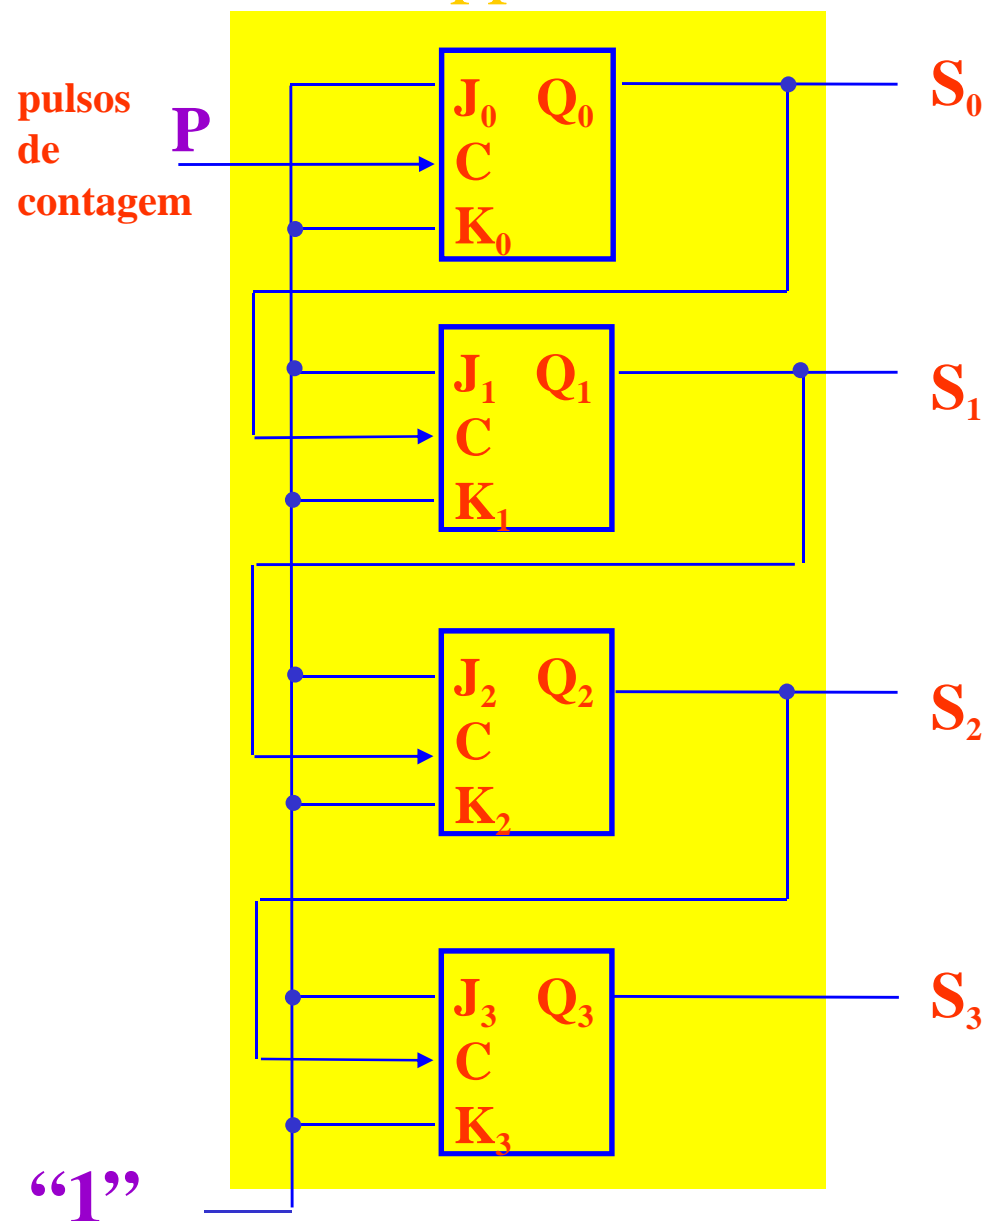 pulsos
de
contagem
P
J0 Q0
C
K0
S0
J1 Q1
C
K1
S1
J2 Q2
C
K2
S2
J3 Q3
C
K3
S3
“1”